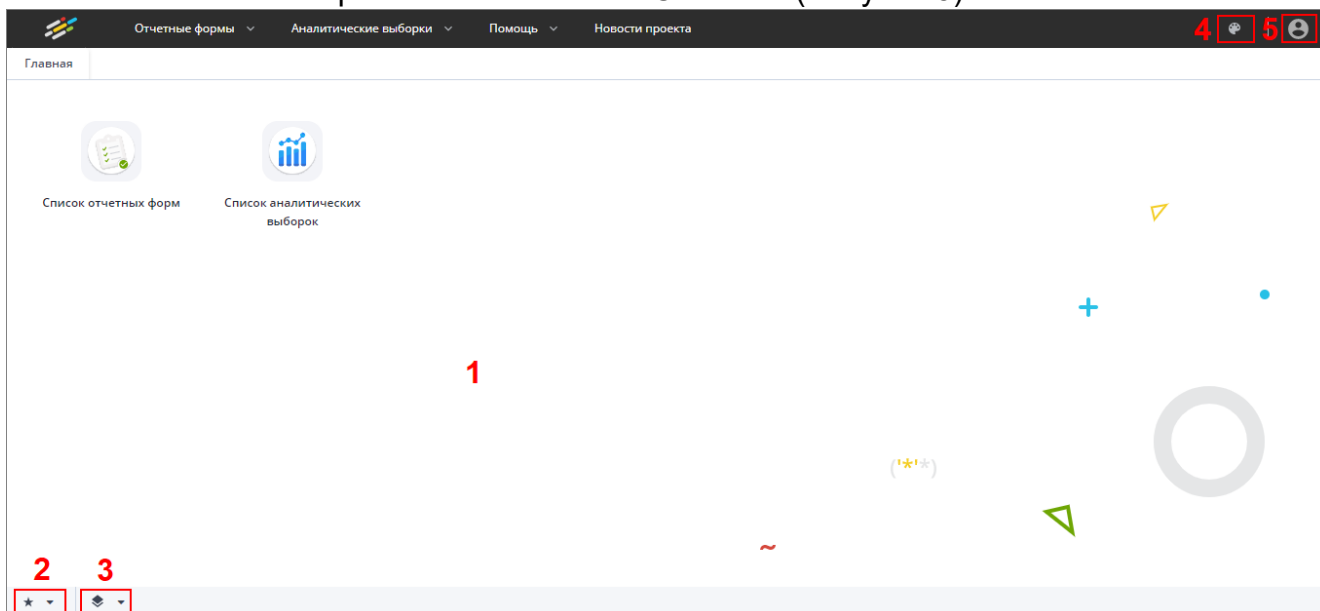 Отчетные формы Аналитические выборки Помощь Новости проекта 4 5
Главная
Список отчетных форм Список аналитических
выборок
1
('*'*)
~
2 3